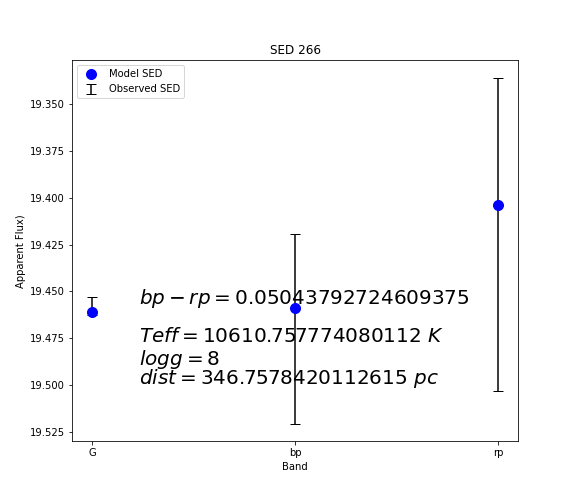 SED 266
Model SED
Observed SED
19.350
19.375
19.400
19.425
19.450
19.475
19.500
19.525
Apparent Flux)
bp − rp = 0.05043792724609375
Teff = 10610.757774080112 K
logg = 8
dist = 346.7578420112615 pc
G
bp
rp
Band